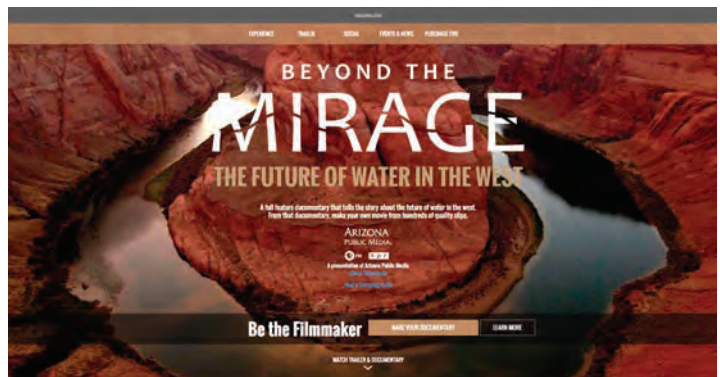 EXPERIENCE TRAILER SOCIAL EVENTS & NEWS PURCHASE DVD
BEYOND THE
MIRAGE
THE FUTURE OF WATER IN THE WEST
A full feature documentary that tells the story about the future of water in the west.
From that documentary, make your own movie from hundreds of quality clips.
ARIZONA
PUBLIC MEDIA
PBS npr
A presentation of Arizona Public Media
Be the Filmmaker MAKE YOUR DOCUMENTARY LEARN MORE
WATCH TRAILER & DOCUMENTARY